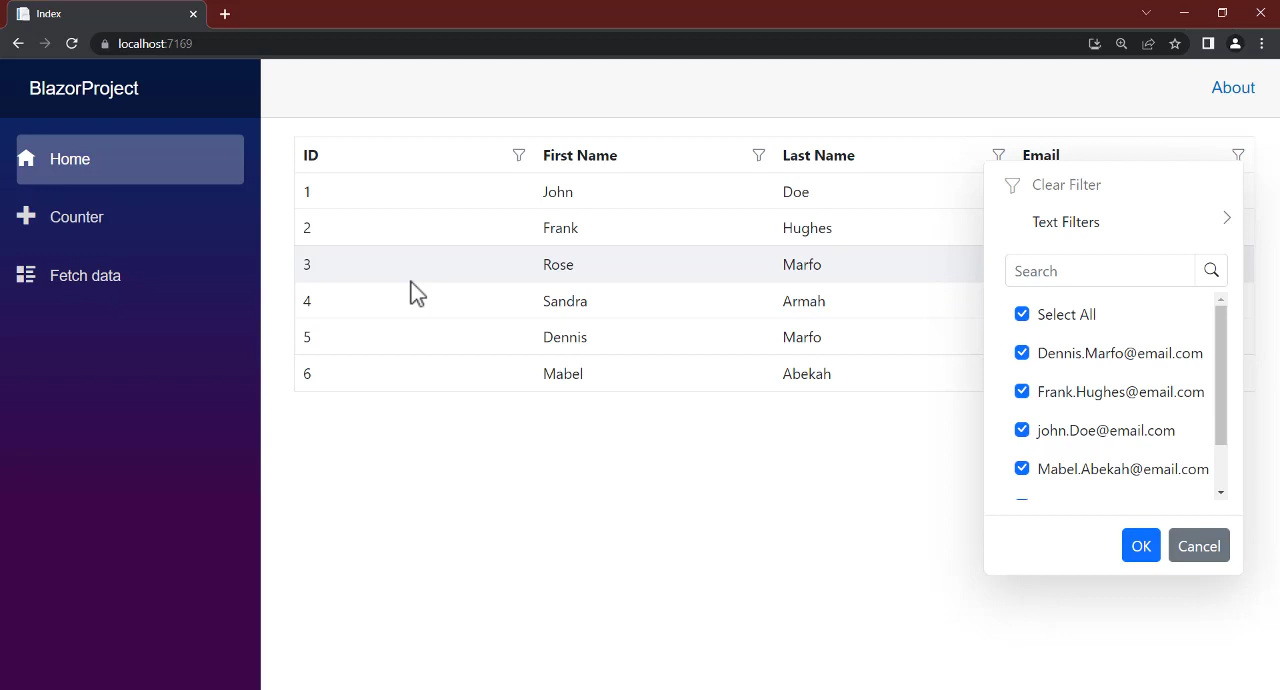 Index
localhost:7169
BlazorProject
About
Home
Counter
Fetch data
ID First Name Last Name Email
1 John Doe
2 Frank Hughes
3 Rose Marfo
4 Sandra Armah
5 Dennis Marfo
6 Mabel Abekah
Clear Filter
Text Filters
Search
Select All
Dennis.Marfo@email.com
Frank.Hughes@email.com
john.Doe@email.com
Mabel.Abekah@email.com
OK Cancel